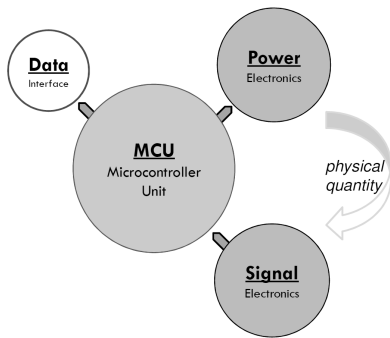 Data
Interface
Power
Electronics
MCU
Microcontroller
Unit
physical
quantity
Signal
Electronics